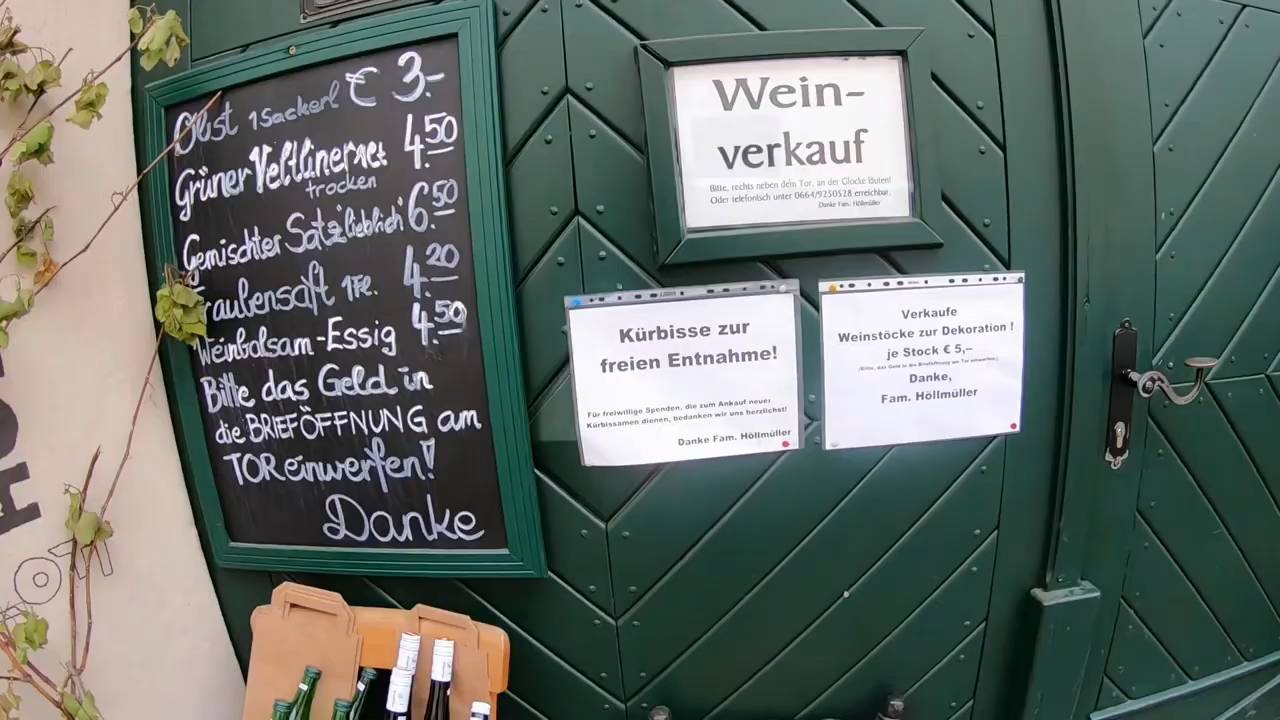 Obst 1 Sackerl € 3.-
Grüner Veltliner 4.50
trocken
Gemischter Satz "lieblich" 6.50
Traubensaft 1 Fl. 4.20
Weinbalsam-Essig 4.50
Bitte das Geld in
die BRIEFÖFFNUNG am
TOR einwerfen!
Danke
Wein-
verkauf
Bitte, rechts neben dem Tor, an der Glocke läuten!
Oder telefonisch unter 0664/9250528 erreichbar.
Danke Fam. Höllmüller
Kürbisse zur
freien Entnahme!
Für freiwillige Spenden, die zum Ankauf neuer
Kürbissamen dienen, bedanken wir uns herzlichst!
Danke Fam. Höllmüller
Verkaufe
Weinstöcke zur Dekoration !
je Stock € 5,–
(Bitte, das Geld in die Brieföffnung am Tor einwerfen.)
Danke,
Fam. Höllmüller